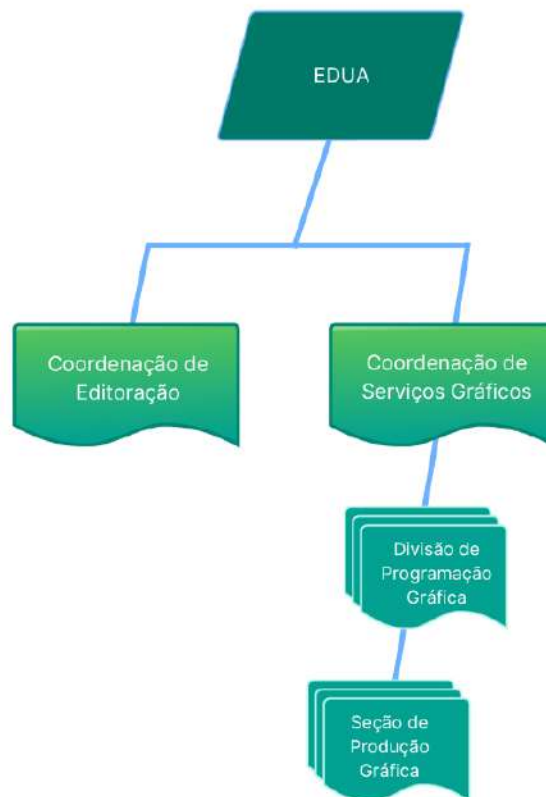 EDUA
Coordenação de
Editoração
Coordenação de
Serviços Gráficos
Divisão de
Programação
Gráfica
Seção de
Produção
Gráfica